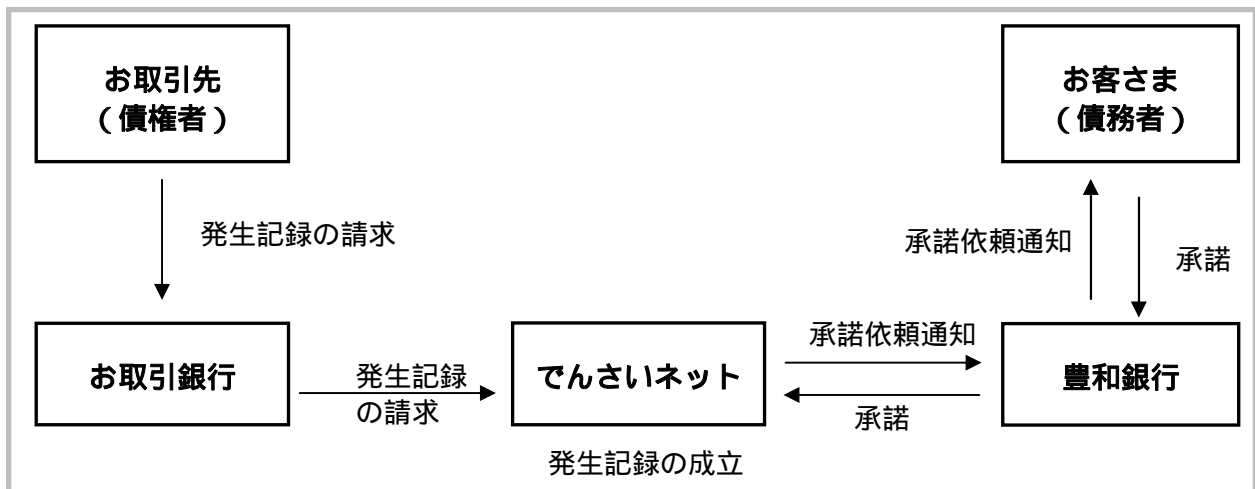 お取引先
(債権者)
お客さま
(債務者)
発生記録の請求
承諾依頼通知
承諾
お取引銀行
発生記録
の請求
でんさいネット
承諾依頼通知
承諾
豊和銀行
発生記録の成立